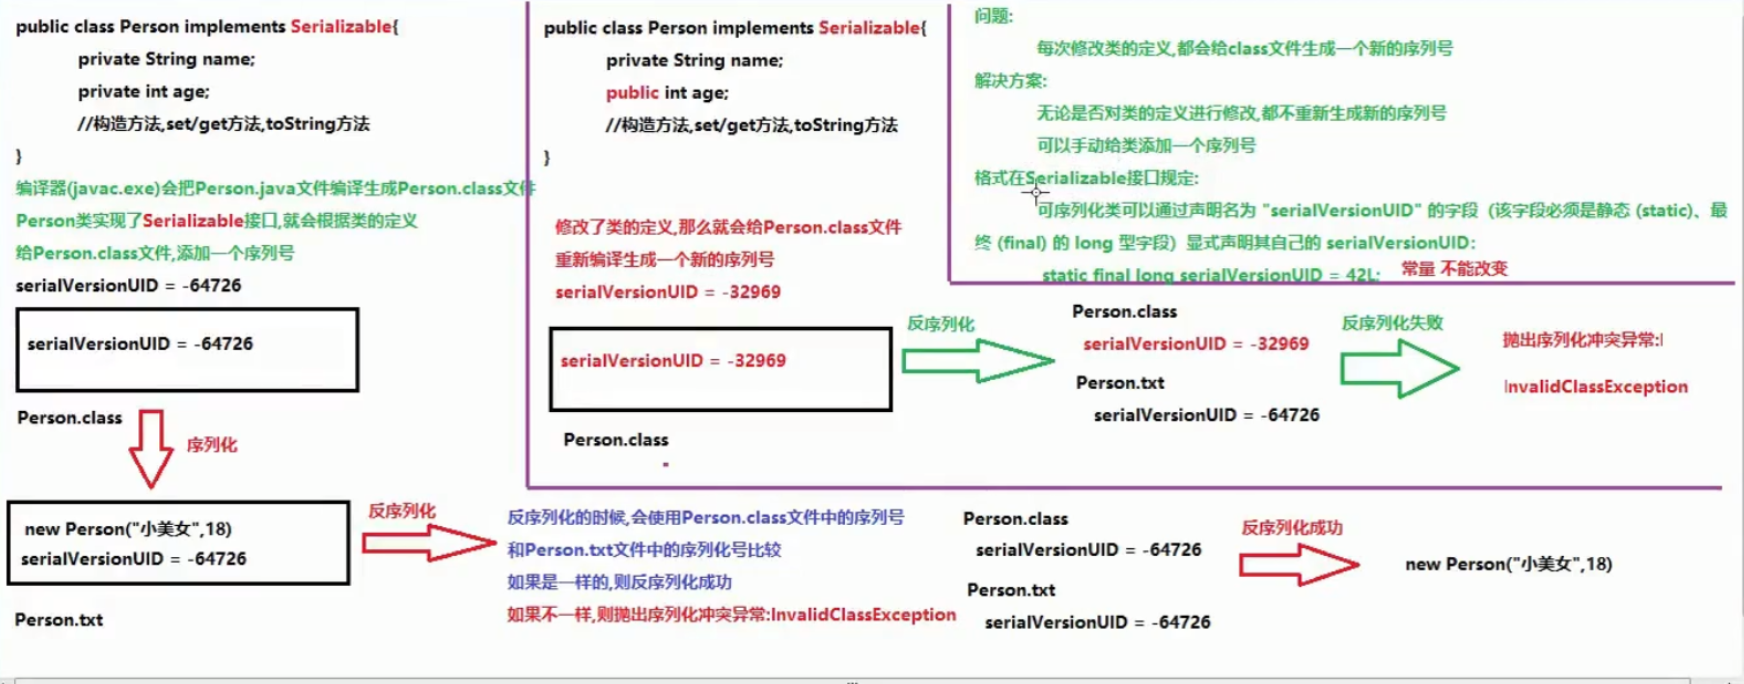 public class Person implements Serializable{
private String name;
private int age;
//构造方法,set/get方法,toString方法
}
编译器(javac.exe)会把Person.java文件编译生成Person.class文件
Person类实现了Serializable接口,就会根据类的定义
给Person.class文件,添加一个序列号
serialVersionUID = -64726
serialVersionUID = -64726
Person.class
序列化
new Person("小美女",18)
serialVersionUID = -64726
Person.txt
public class Person implements Serializable{
private String name;
public int age;
//构造方法,set/get方法,toString方法
}
修改了类的定义,那么就会给Person.class文件
重新编译生成一个新的序列号
serialVersionUID = -32969
serialVersionUID = -32969
Person.class
反序列化
Person.class
serialVersionUID = -32969
Person.txt
serialVersionUID = -64726
反序列化失败
抛出序列化冲突异常:I
InvalidClassException
问题:
每次修改类的定义,都会给class文件生成一个新的序列号
解决方案:
无论是否对类的定义进行修改,都不重新生成新的序列号
可以手动给类添加一个序列号
格式在Serializable接口规定:
可序列化类可以通过声明名为 "serialVersionUID" 的字段 (该字段必须是静态 (static)、最
终 (final) 的 long 型字段) 显式声明其自己的 serialVersionUID:
static final long serialVersionUID = 42L; 常量 不能改变
反序列化
反序列化的时候,会使用Person.class文件中的序列号
和Person.txt文件中的序列化号比较
如果是一样的,则反序列化成功
如果不一样,则抛出序列化冲突异常:InvalidClassException
Person.class
serialVersionUID = -64726
Person.txt
serialVersionUID = -64726
反序列化成功
new Person("小美女",18)